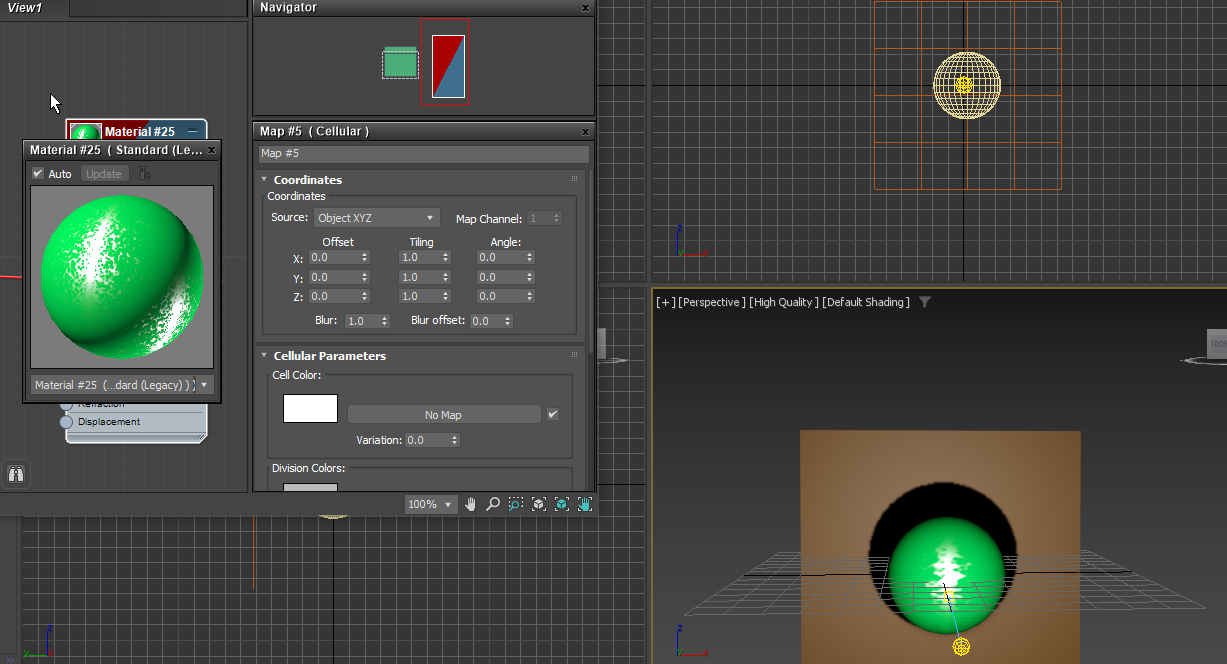 View1
Navigator
x
Material #25
Material #25 ( Standard (Le... x
Auto Update
Material #25 (...dard (Legacy) )
Displacement
Map #5 ( Cellular )
x
Map #5
Coordinates
Coordinates
Source: Object XYZ Map Channel: 1
Offset Tiling Angle:
X: 0.0 1.0 0.0
Y: 0.0 1.0 0.0
Z: 0.0 1.0 0.0
Blur: 1.0 Blur offset: 0.0
Cellular Parameters
Cell Color:
No Map
Variation: 0.0
Division Colors:
100%
z
y x
[+] [Perspective ] [High Quality ] [Default Shading ]
FRON
z
y x
z
y x